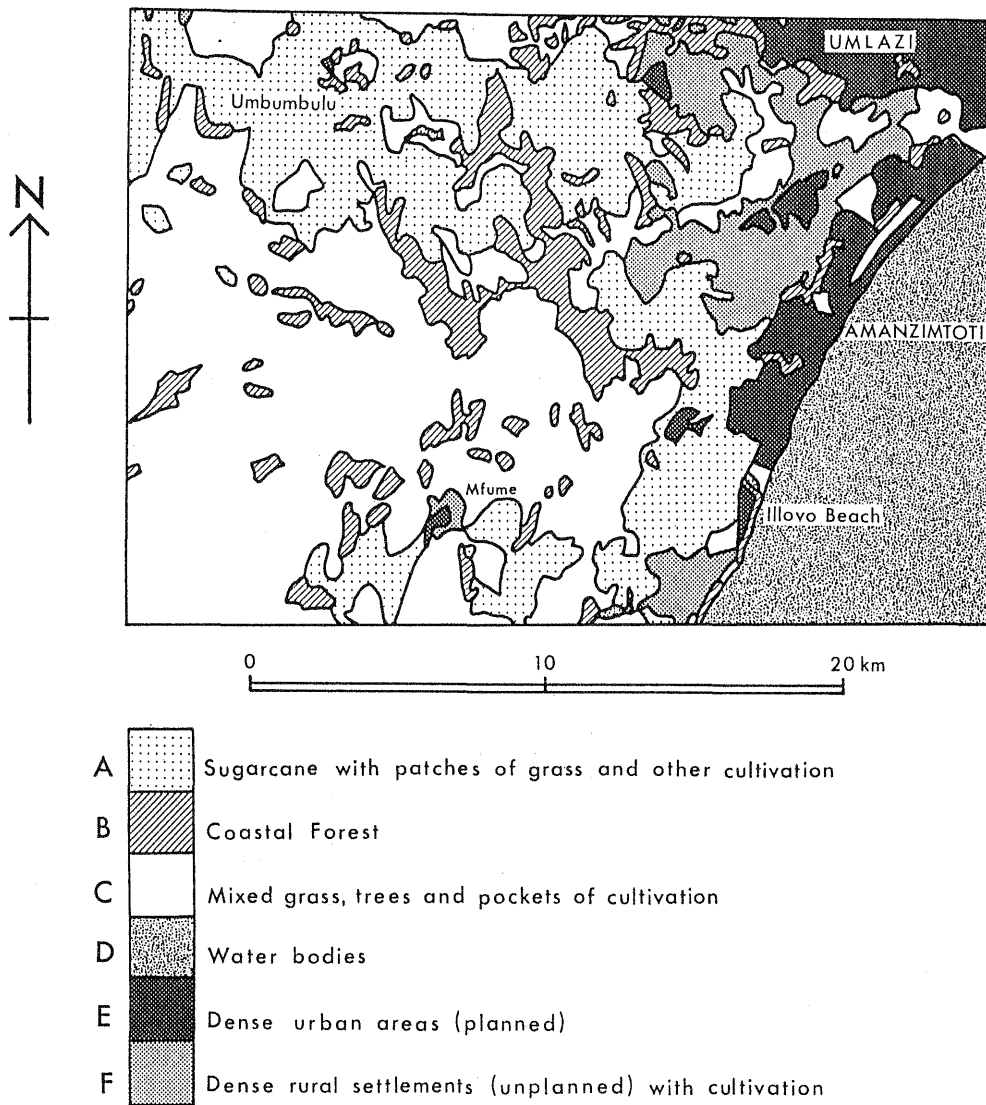 UMLAZI
Umbumbulu
N
AMANZIMTOTI
Mfume
Illovo Beach
0 10 20 km
A Sugarcane with patches of grass and other cultivation
B Coastal Forest
C Mixed grass, trees and pockets of cultivation
D Water bodies
E Dense urban areas (planned)
F Dense rural settlements (unplanned) with cultivation